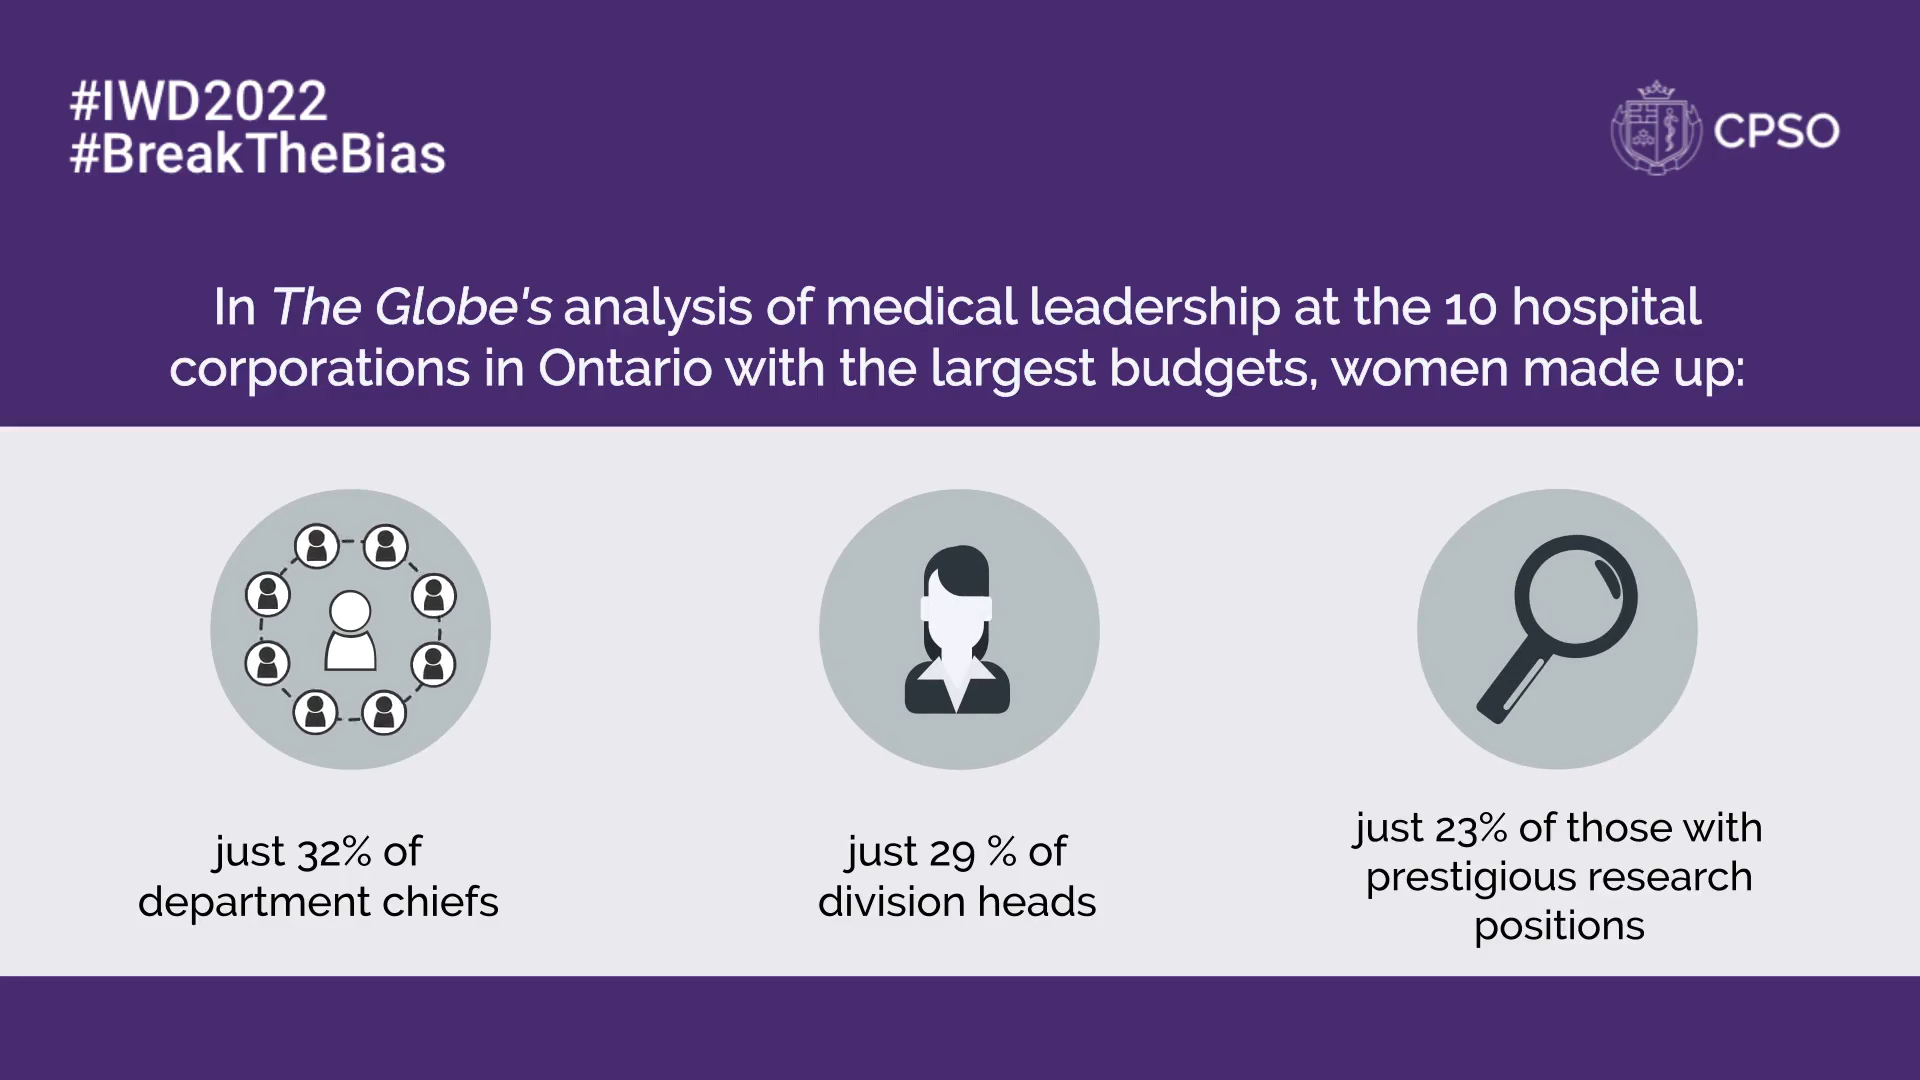 #IWD2022
#BreakTheBias
CPSO
In The Globe's analysis of medical leadership at the 10 hospital
corporations in Ontario with the largest budgets, women made up:
just 32% of
department chiefs
just 29 % of
division heads
just 23% of those with
prestigious research
positions